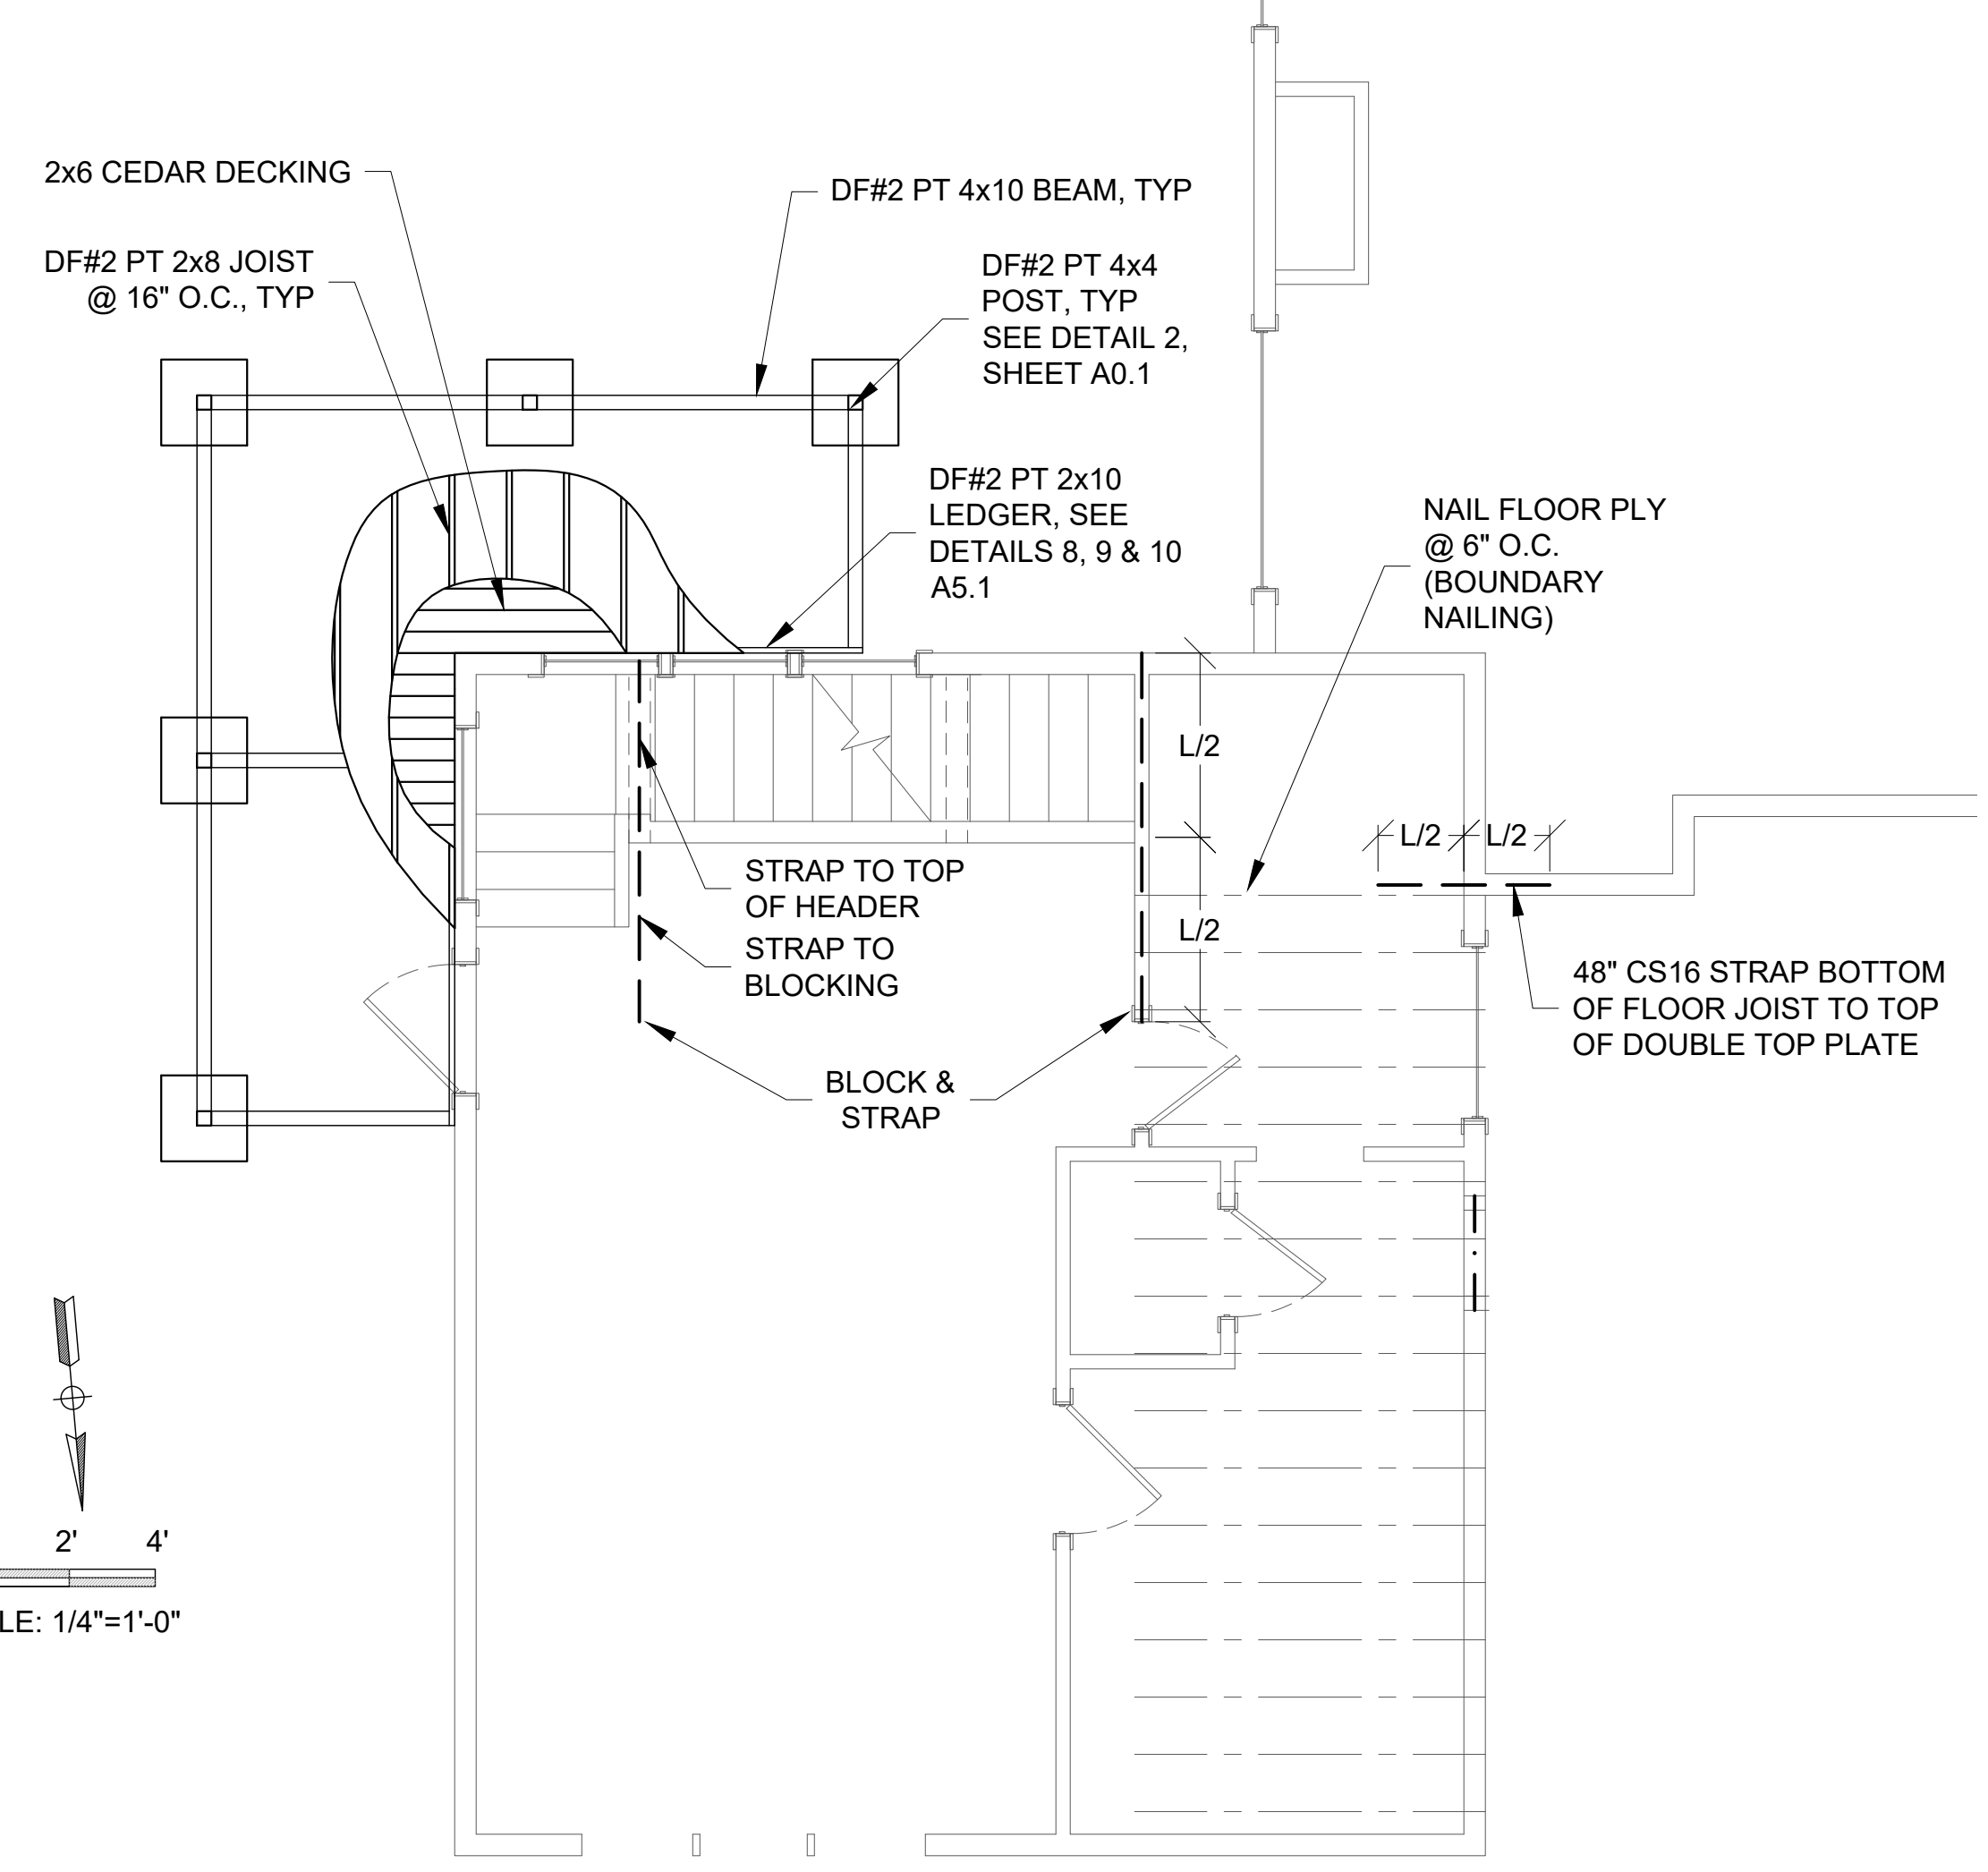 2x6 CEDAR DECKING
DF#2 PT 4x10 BEAM, TYP
DF#2 PT 2x8 JOIST
@ 16" O.C., TYP
DF#2 PT 4x4
POST, TYP
SEE DETAIL 2,
SHEET A0.1
DF#2 PT 2x10
LEDGER, SEE
DETAILS 8, 9 & 10
A5.1
NAIL FLOOR PLY
@ 6" O.C.
(BOUNDARY
NAILING)
L/2
L/2
L/2
L/2
STRAP TO TOP
OF HEADER
STRAP TO
BLOCKING
48" CS16 STRAP BOTTOM
OF FLOOR JOIST TO TOP
OF DOUBLE TOP PLATE
BLOCK &
STRAP
2' 4'
LE: 1/4"=1'-0"